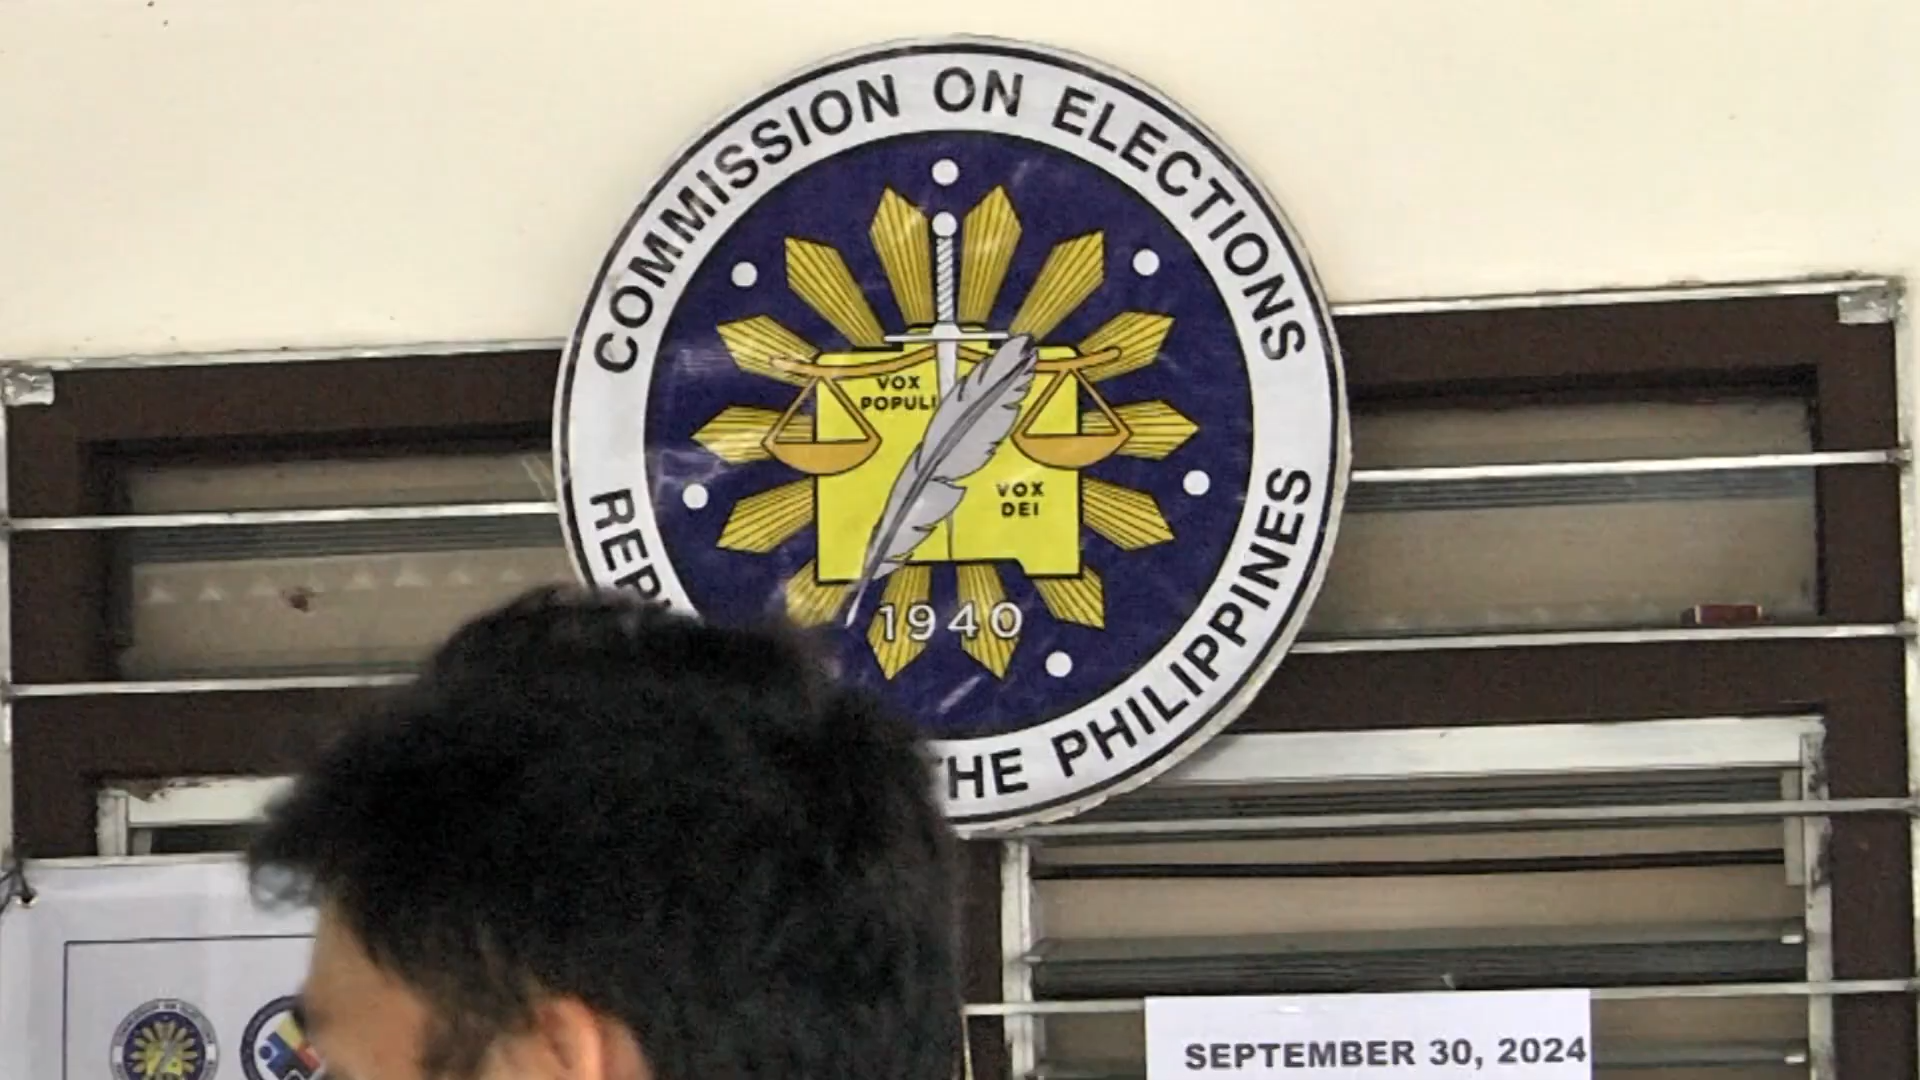 COMMISSION ON ELECTIONS
VOX
POPULI
VOX
DEI
1940
THE PHILIPPINES
SEPTEMBER 30, 2024